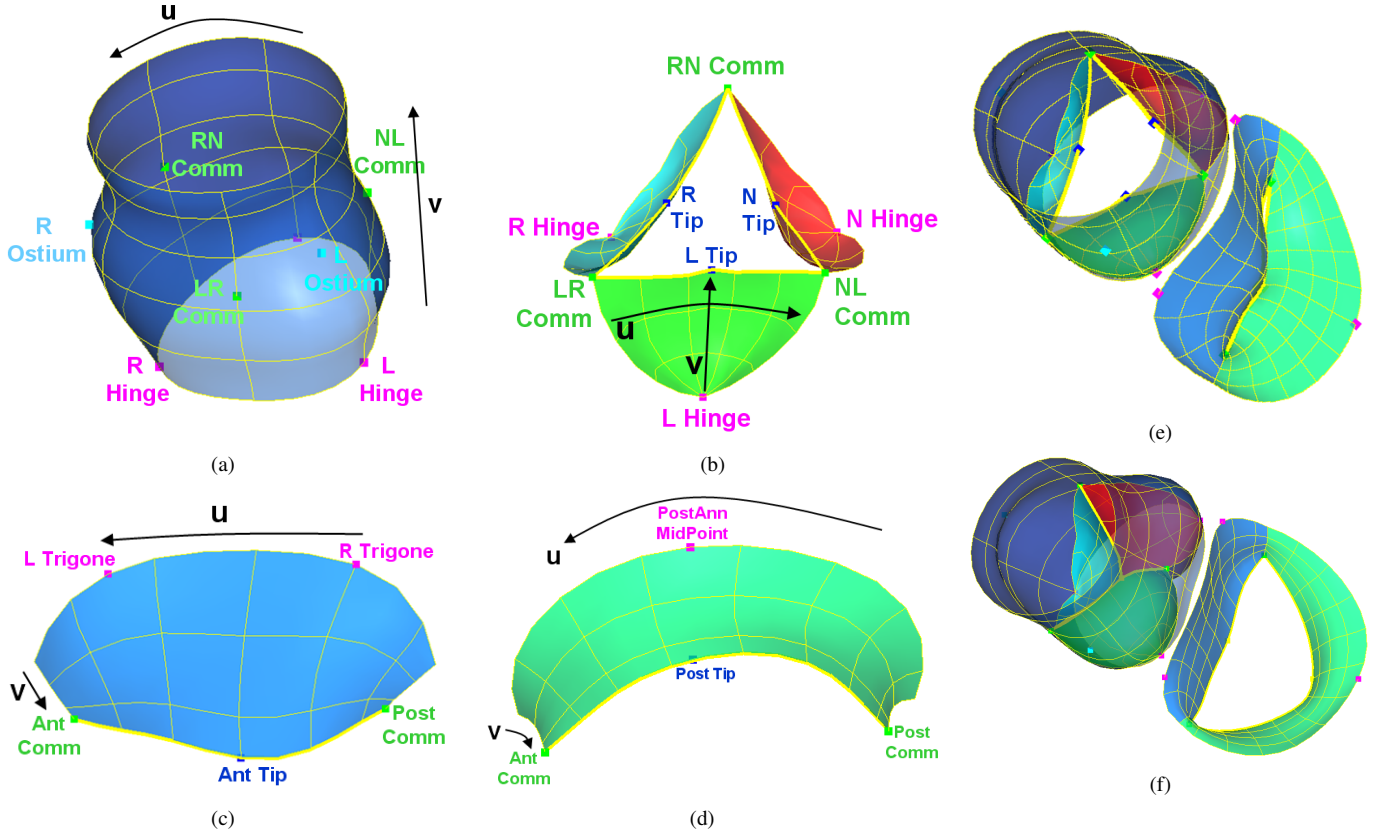 u
RN
Comm
NL
Comm
v
R
Ostium
L
Ostium
LR
Comm
R
Hinge
L
Hinge
(a)
RN Comm
R
Tip
N
Tip
R Hinge
N Hinge
L Tip
LR
Comm
NL
Comm
u
v
L Hinge
(b)
(e)
u
L Trigone
R Trigone
v
Ant
Comm
Post
Comm
Ant Tip
(c)
PostAnn
MidPoint
u
Post Tip
v
Ant
Comm
Post
Comm
(d)
(f)